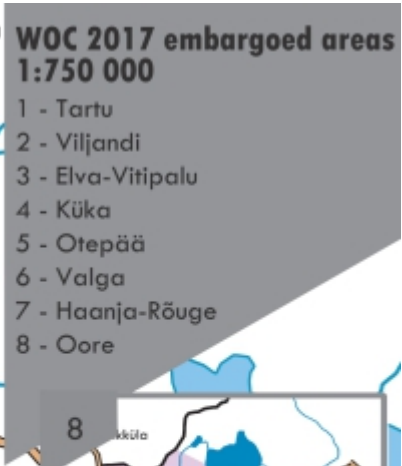 WOC 2017 embargoed areas
1:750 000
1 - Tartu
2 - Viljandi
3 - Elva-Vitipalu
4 - Küka
5 - Otepää
6 - Valga
7 - Haanja-Rõuge
8 - Oore
8